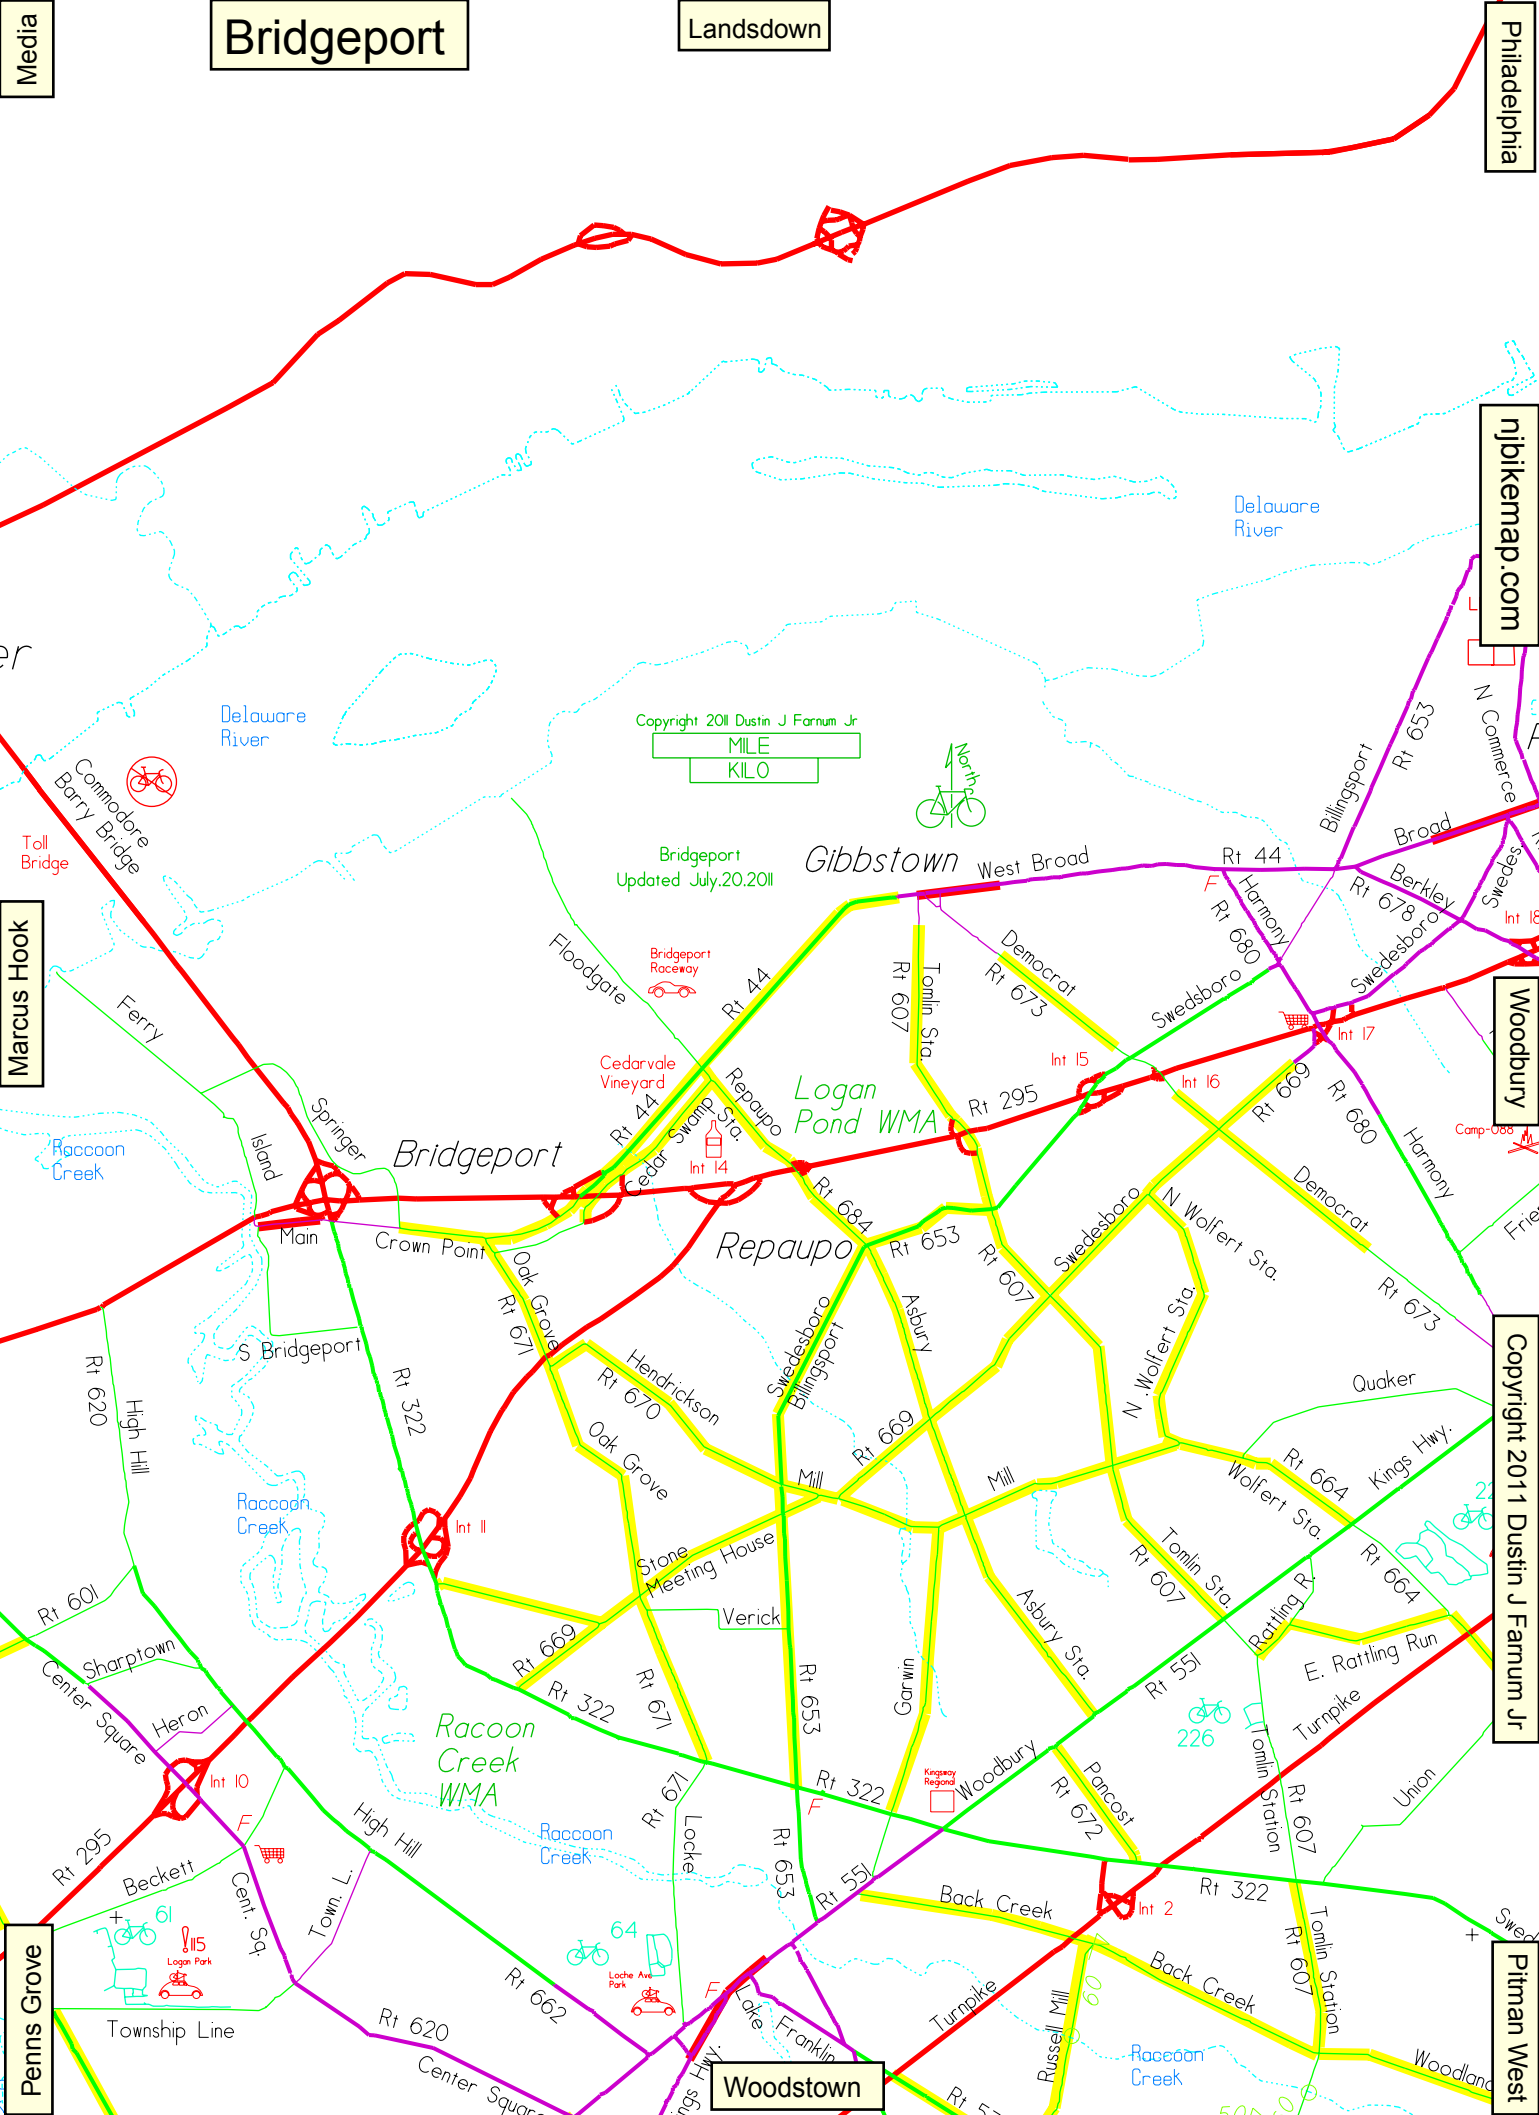 Media
Bridgeport
Landsdown
Philadelphia
njbikemap.com
Delaware
River
Delaware
River
er
Copyright 2011 Dustin J Farnum Jr
MILE
KILO
North
Bridgeport
Updated July.20.2011
Gibbstown
West Broad
Rt 44
F
Billingsport
Rt 653
N Commerce
Broad
Berkley
Rt 678
Swedes.
Swedesboro
Int 18
Harmony
Rt 680
Commodore
Barry Bridge
Toll
Bridge
Marcus Hook
Ferry
Floodgate
Bridgeport
Raceway
Rt 44
Tomlin Sta.
Rt 607
Democrat
Rt 673
Swedsboro
Int 17
Woodbury
Cedarvale
Vineyard
Int 15
Int 16
Rt 669
Rt 680
Camp-088
Logan
Pond WMA
Rt 295
Repaupo
Sta.
Rt 44
Cedar Swamp
Int 14
Springer
Island
Raccoon
Creek
Bridgeport
Main
Crown Point
Repaupo
Rt 684
Rt 653
Harmony
Democrat
Frie
Swedesboro
N Wolfert Sta.
Oak Grove
Rt 671
Rt 607
Rt 673
S Bridgeport
Rt 322
Rt 620
High Hill
Hendrickson
Rt 670
Swedesboro
Billingsport
Asbury
N .Wolfert Sta.
Quaker
Copyright 2011 Dustin J Farnum Jr
Oak Grove
Rt 669
Mill
Mill
Rt 664
Kings Hwy.
Wolfert Sta.
Raccoon
Creek
Int 11
Stone
Meeting House
Tomlin Sta.
Rt 607
Rt 664
Rattling R.
Verick
Asbury Sta.
Rt 601
Sharptown
Center Square
Heron
Rt 669
Rt 322
Rt 671
Rt 653
Garwin
Rt 551
E. Rattling Run
Turnpike
226
Racoon
Creek
WMA
Int 10
F
Woodbury
Kingsway
Regional
Rt 322
F
Pancost
Rt 672
Tomlin Station
Rt 607
Union
Rt 671
Locke
High Hill
Raccoon
Creek
Rt 295
Beckett
Cent. Sq.
Town. L.
Rt 653
Rt 551
Back Creek
Rt 322
Int 2
Swed
61
115
Logan Park
64
Loche Ave
Park
Penns Grove
Rt 662
F
Lake
Franklin
Turnpike
Russell Mill
60
Back Creek
Tomlin Station
Rt 607
Pitman West
Township Line
Rt 620
Center Square
Woodstown
Raccoon
Creek
Woodland